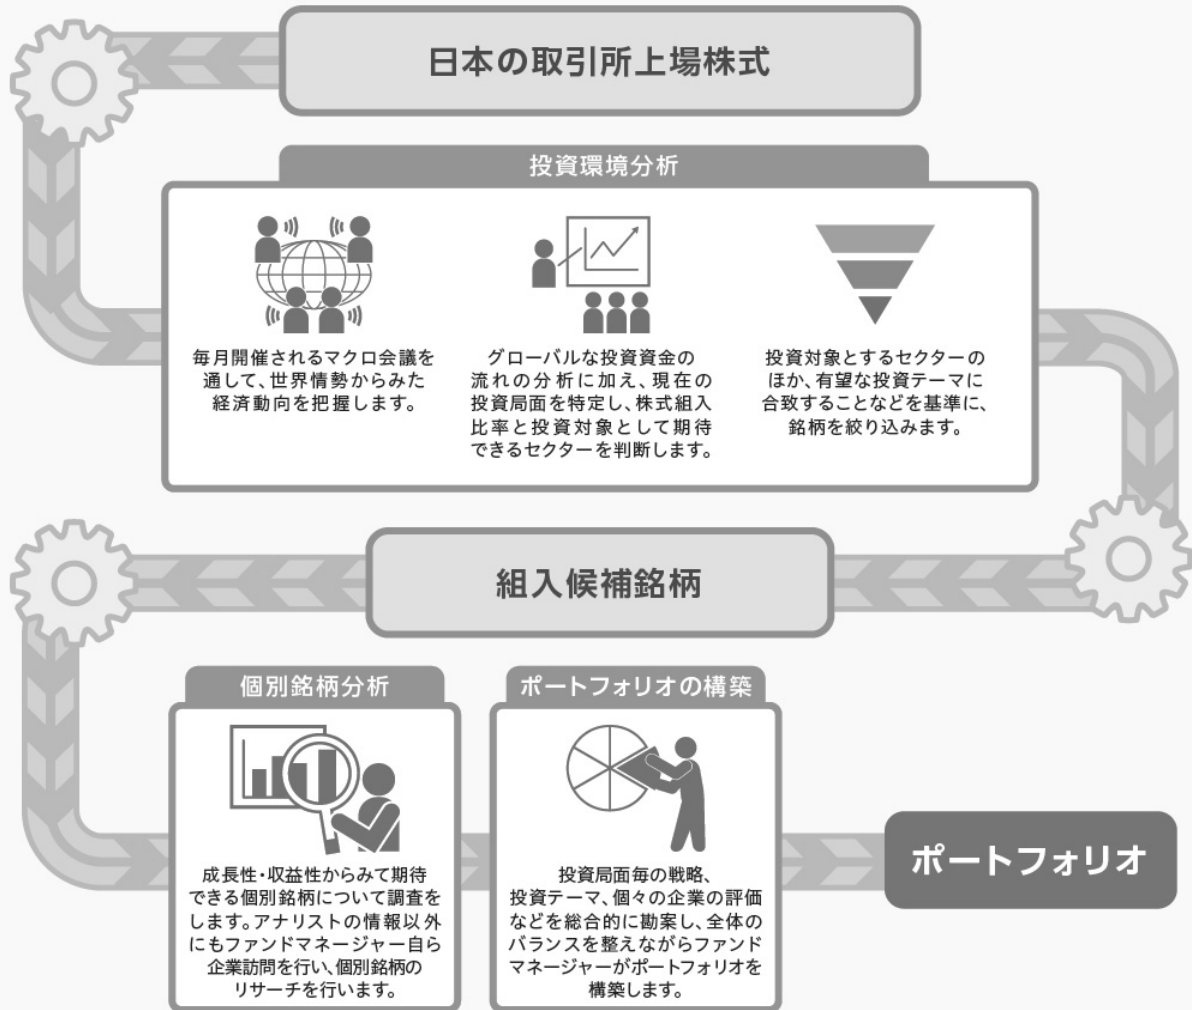 日本の取引所上場株式
投資環境分析
毎月開催されるマクロ会議を
通して、世界情勢からみた
経済動向を把握します。
グローバルな投資資金の
流れの分析に加え、現在の
投資局面を特定し、株式組入
比率と投資対象として期待
できるセクターを判断します。
投資対象とするセクターの
ほか、有望な投資テーマに
合致することなどを基準に、
銘柄を絞り込みます。
組入候補銘柄
個別銘柄分析
成長性・収益性からみて期待
できる個別銘柄について調査を
します。アナリストの情報以外
にもファンドマネージャー自ら
企業訪問を行い、個別銘柄の
リサーチを行います。
ポートフォリオの構築
投資局面毎の戦略、
投資テーマ、個々の企業の評価
などを総合的に勘案し、全体の
バランスを整えながらファンド
マネージャーがポートフォリオを
構築します。
ポートフォリオ